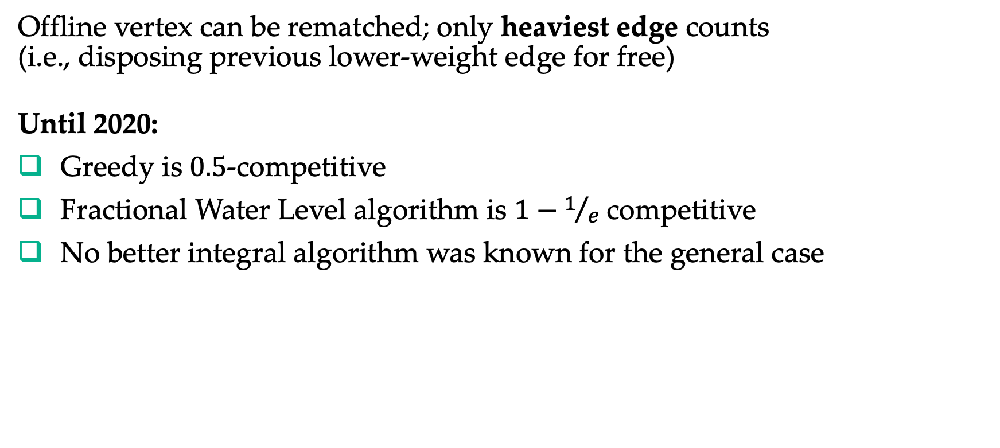 Offline vertex can be rematched; only heaviest edge counts
(i.e., disposing previous lower-weight edge for free)
Until 2020:
❑ Greedy is 0.5-competitive
❑ Fractional Water Level algorithm is 1 − 1/e competitive
❑ No better integral algorithm was known for the general case